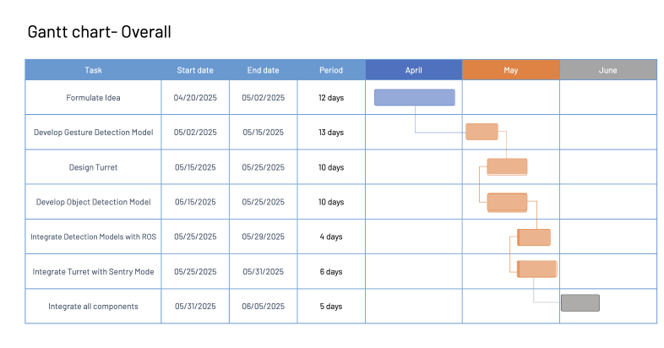 Gantt chart- Overall
Task Start date End date Period April May June
Formulate Idea 04/20/2025 05/02/2025 12 days
Develop Gesture Detection Model 05/02/2025 05/15/2025 13 days
Design Turret 05/15/2025 05/25/2025 10 days
Develop Object Detection Model 05/15/2025 05/25/2025 10 days
Integrate Detection Models with ROS 05/25/2025 05/29/2025 4 days
Integrate Turret with Sentry Mode 05/25/2025 05/31/2025 6 days
Integrate all components 05/31/2025 06/05/2025 5 days